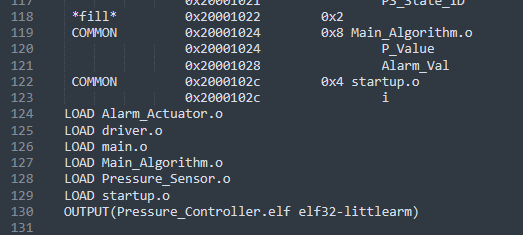 117 0x20001021 PS_State_ID
118 *fill* 0x20001022 0x2
119 COMMON 0x20001024 0x8 Main_Algorithm.o
120 0x20001024 P_Value
121 0x20001028 Alarm_Val
122 COMMON 0x2000102c 0x4 startup.o
123 0x2000102c i
124 LOAD Alarm_Actuator.o
125 LOAD driver.o
126 LOAD main.o
127 LOAD Main_Algorithm.o
128 LOAD Pressure_Sensor.o
129 LOAD startup.o
130 OUTPUT(Pressure_Controller.elf elf32-littlearm)
131